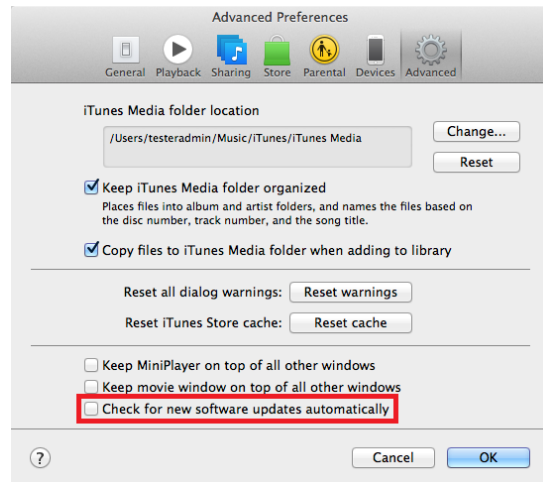 Advanced Preferences
General Playback Sharing Store Parental Devices Advanced
iTunes Media folder location
/Users/testeradmin/Music/iTunes/iTunes Media
Change...
Reset
Keep iTunes Media folder organized
Places files into album and artist folders, and names the files based on
the disc number, track number, and the song title.
Copy files to iTunes Media folder when adding to library
Reset all dialog warnings: Reset warnings
Reset iTunes Store cache: Reset cache
Keep MiniPlayer on top of all other windows
Keep movie window on top of all other windows
Check for new software updates automatically
? Cancel OK